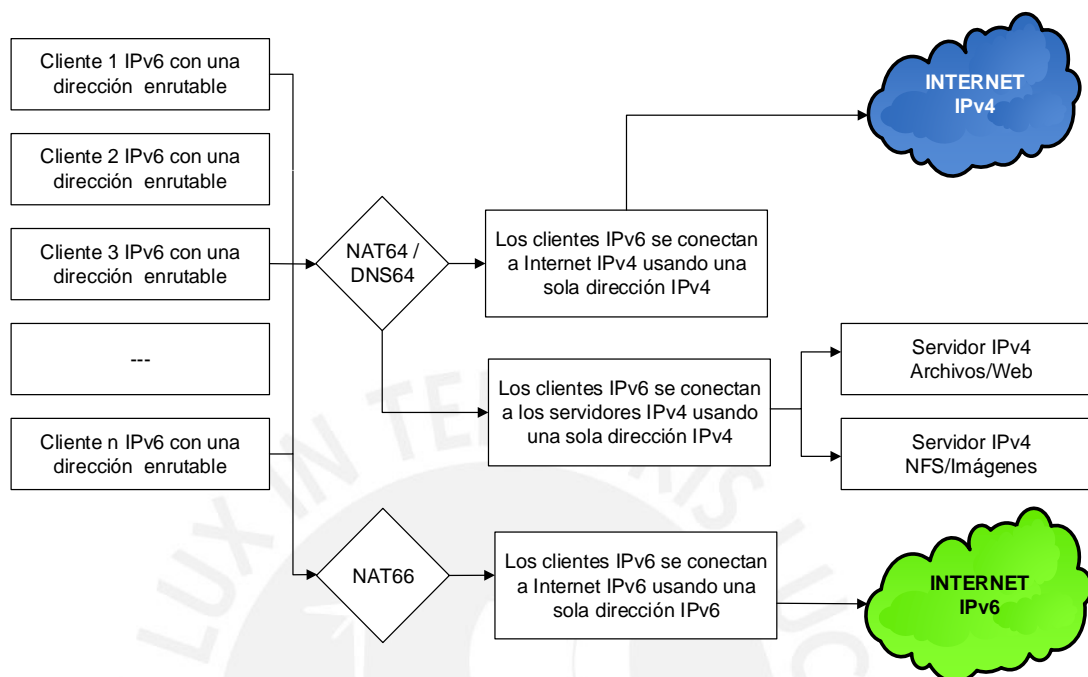 Cliente 1 IPv6 con una
dirección enrutable
Cliente 2 IPv6 con una
dirección enrutable
Cliente 3 IPv6 con una
dirección enrutable
---
Cliente n IPv6 con una
dirección enrutable
NAT64 /
DNS64
NAT66
Los clientes IPv6 se conectan
a Internet IPv4 usando una
sola dirección IPv4
Los clientes IPv6 se conectan
a los servidores IPv4 usando
una sola dirección IPv4
Los clientes IPv6 se conectan
a Internet IPv6 usando una
sola dirección IPv6
INTERNET
IPv4
Servidor IPv4
Archivos/Web
Servidor IPv4
NFS/Imágenes
INTERNET
IPv6
LUX IN